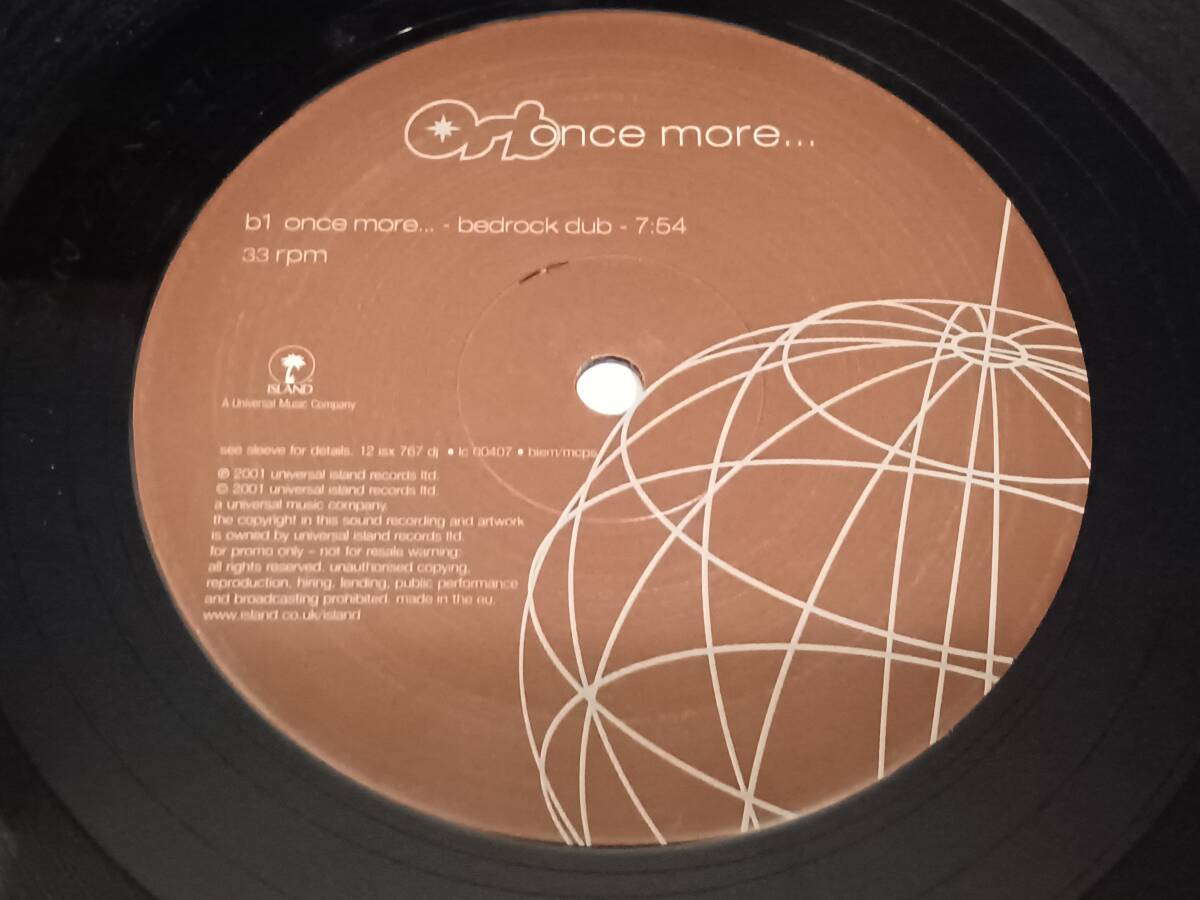 Orb once more...
b1 once more... - bedrock dub - 7:54
33 rpm
ISLAND
A Universal Music Company
see sleeve for details. 12 isx 767 dj • lc 00407 • biem/mcps
℗ 2001 universal island records ltd.
© 2001 universal island records ltd.
a universal music company.
the copyright in this sound recording and artwork
is owned by universal island records ltd.
for promo only – not for resale warning:
all rights reserved. unauthorised copying,
reproduction, hiring, lending, public performance
and broadcasting prohibited. made in the eu.
www.island.co.uk/island